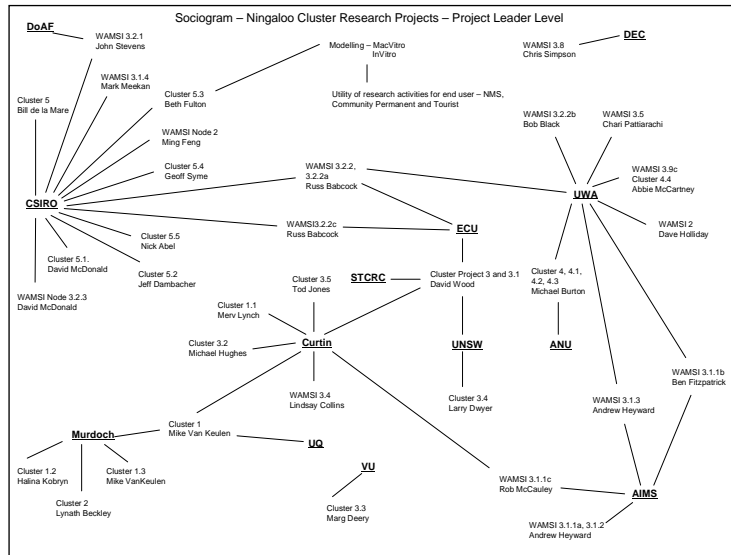 Sociogram – Ningaloo Cluster Research Projects – Project Leader Level
DoAF
WAMSI 3.2.1
John Stevens
Modelling – MacVitro
InVitro
WAMSI 3.8
Chris Simpson
DEC
WAMSI 3.1.4
Mark Meekan
Cluster 5
Bill de la Mare
Cluster 5.3
Beth Fulton
Utility of research activities for end user – NMS,
Community Permanent and Tourist
WAMSI 3.2.2b
Bob Black
WAMSI 3.5
Chari Pattiarachi
WAMSI Node 2
Ming Feng
Cluster 5.4
Geoff Syme
WAMSI 3.2.2,
3.2.2a
Russ Babcock
WAMSI 3.9c
Cluster 4.4
Abbie McCartney
CSIRO
UWA
WAMSI3.2.2c
Russ Babcock
ECU
WAMSI 2
Dave Holliday
Cluster 5.5
Nick Abel
Cluster 5.1.
David McDonald
Cluster 5.2
Jeff Dambacher
WAMSI Node 3.2.3
David McDonald
Cluster 3.5
Tod Jones
STCRC
Cluster Project 3 and 3.1
David Wood
Cluster 4, 4.1,
4.2, 4.3
Michael Burton
Cluster 1.1
Merv Lynch
Cluster 3.2
Michael Hughes
Curtin
UNSW
ANU
WAMSI 3.1.1b
Ben Fitzpatrick
WAMSI 3.4
Lindsay Collins
Cluster 3.4
Larry Dwyer
WAMSI 3.1.3
Andrew Heyward
Cluster 1
Mike Van Keulen
Murdoch
UQ
Cluster 1.2
Halina Kobryn
Cluster 1.3
Mike VanKeulen
Cluster 2
Lynath Beckley
VU
Cluster 3.3
Marg Deery
WAMSI 3.1.1c
Rob McCauley
AIMS
WAMSI 3.1.1a, 3.1.2
Andrew Heyward